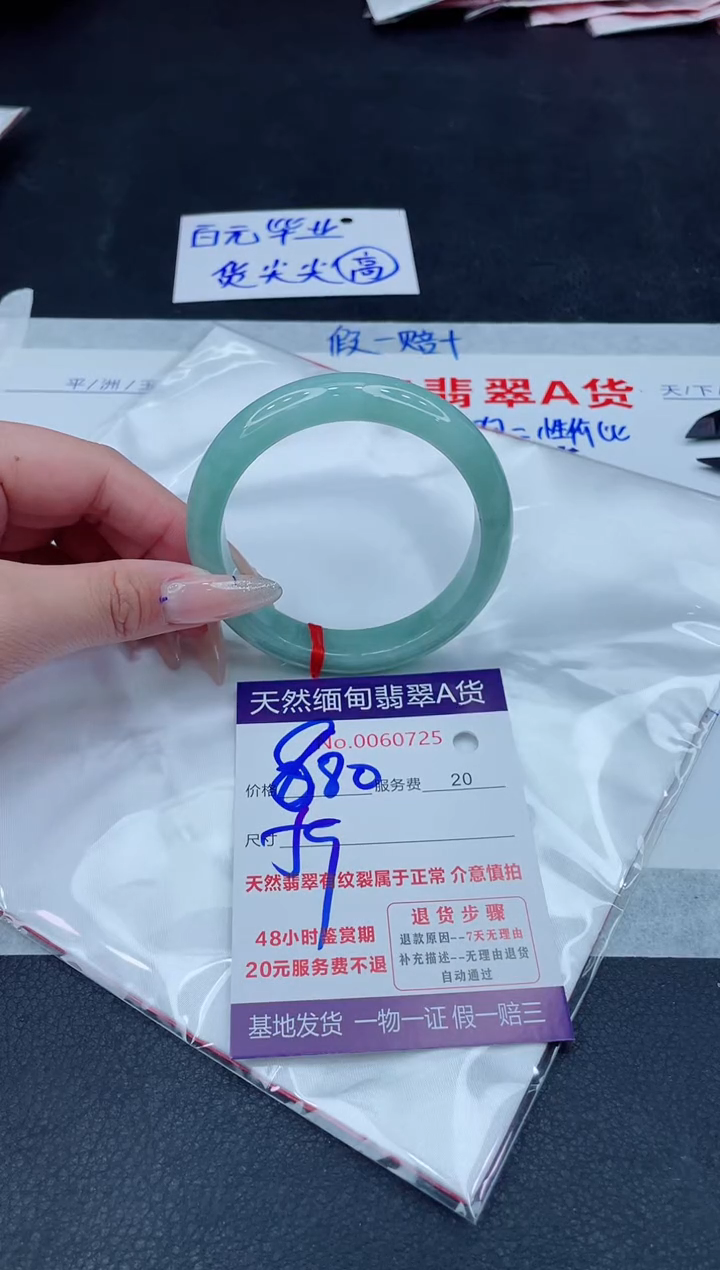 百元毕业
货尖尖高
假一赔十
平/洲/玉
翡翠A货
天/下
性价比
天然缅甸翡翠A货
No.0060725
价格 880 服务费 20
尺寸 59
天然翡翠有纹裂属于正常 介意慎拍
48小时鉴赏期
20元服务费不退
退货步骤
退款原因--7天无理由
补充描述--无理由退货
自动通过
基地发货 一物一证 假一赔三